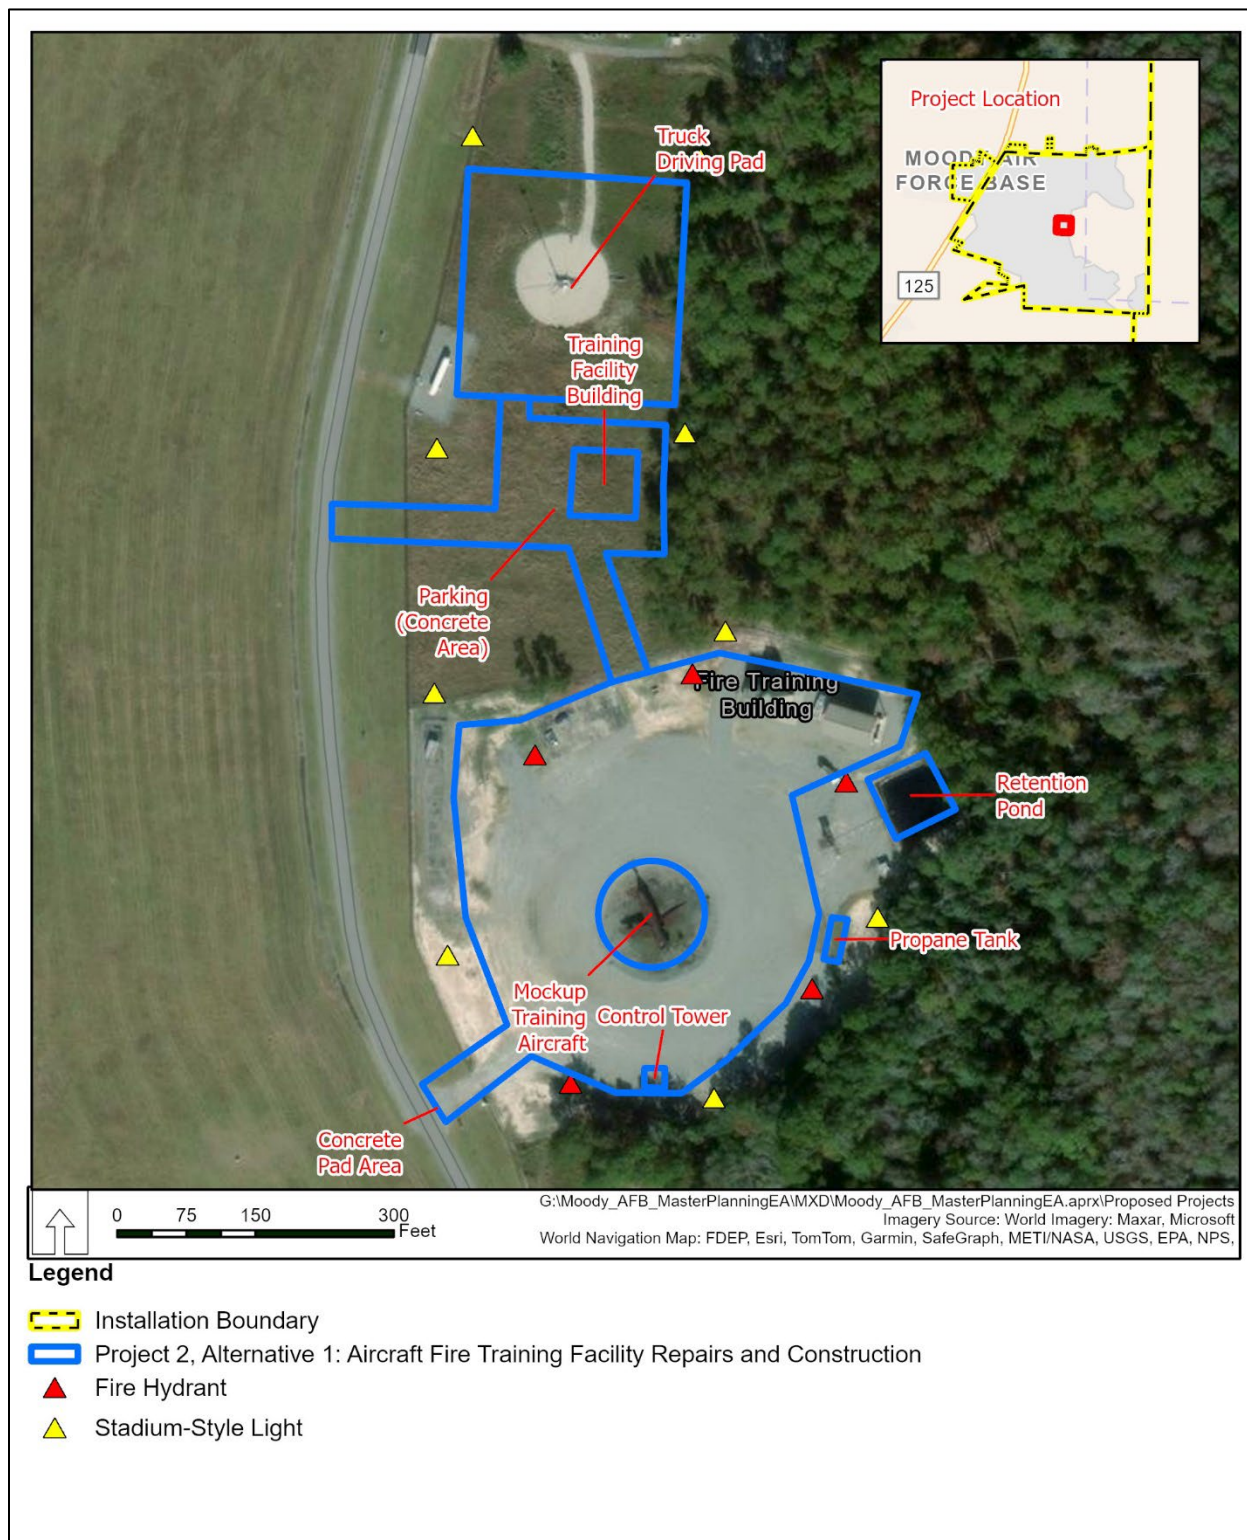 Project Location
MOODY AIR
FORCE BASE
125
Truck
Driving Pad
Training
Facility
Building
Parking
(Concrete
Area)
Fire Training
Building
Retention
Pond
Propane Tank
Mockup
Training
Aircraft
Control Tower
Concrete
Pad Area
0 75 150 300
Feet
G:\Moody_AFB_MasterPlanningEA\MXD\Moody_AFB_MasterPlanningEA.aprx\Proposed Projects
Imagery Source: World Imagery: Maxar, Microsoft
World Navigation Map: FDEP, Esri, TomTom, Garmin, SafeGraph, METI/NASA, USGS, EPA, NPS,
Legend
Installation Boundary
Project 2, Alternative 1: Aircraft Fire Training Facility Repairs and Construction
Fire Hydrant
Stadium-Style Light